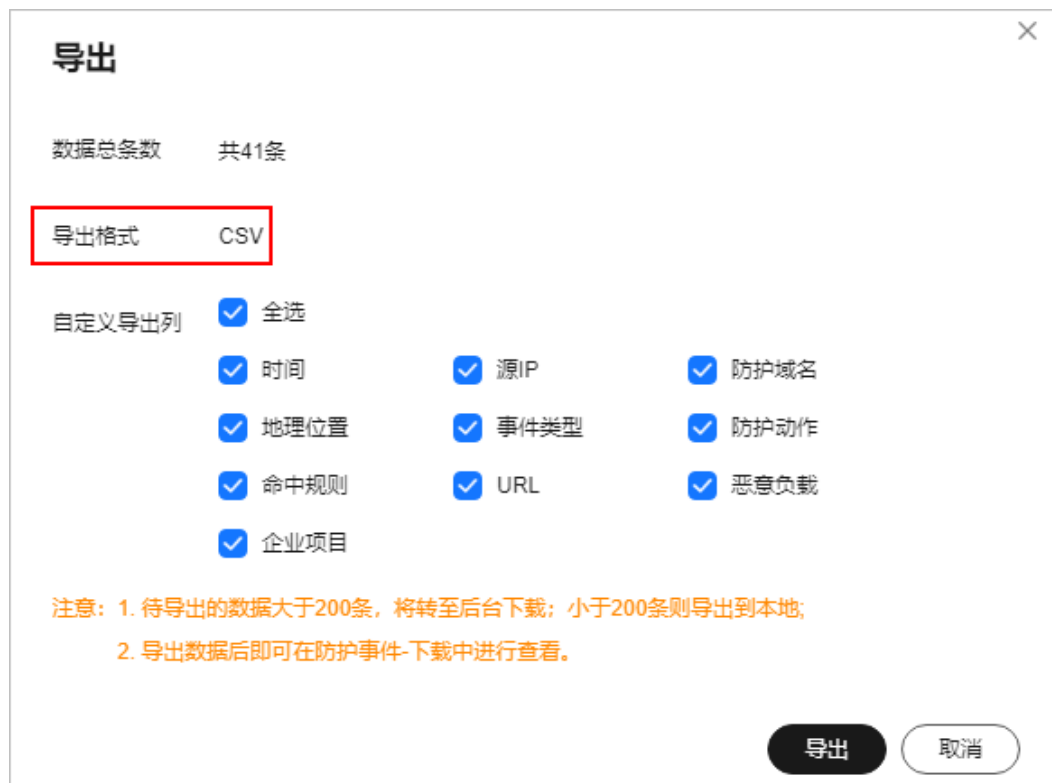 导出
数据总条数 共41条
导出格式 CSV
自定义导出列 全选
时间 源IP 防护域名
地理位置 事件类型 防护动作
命中规则 URL 恶意负载
企业项目
注意：1. 待导出的数据大于200条，将转至后台下载；小于200条则导出到本地;
2. 导出数据后即可在防护事件-下载中进行查看。
导出 取消